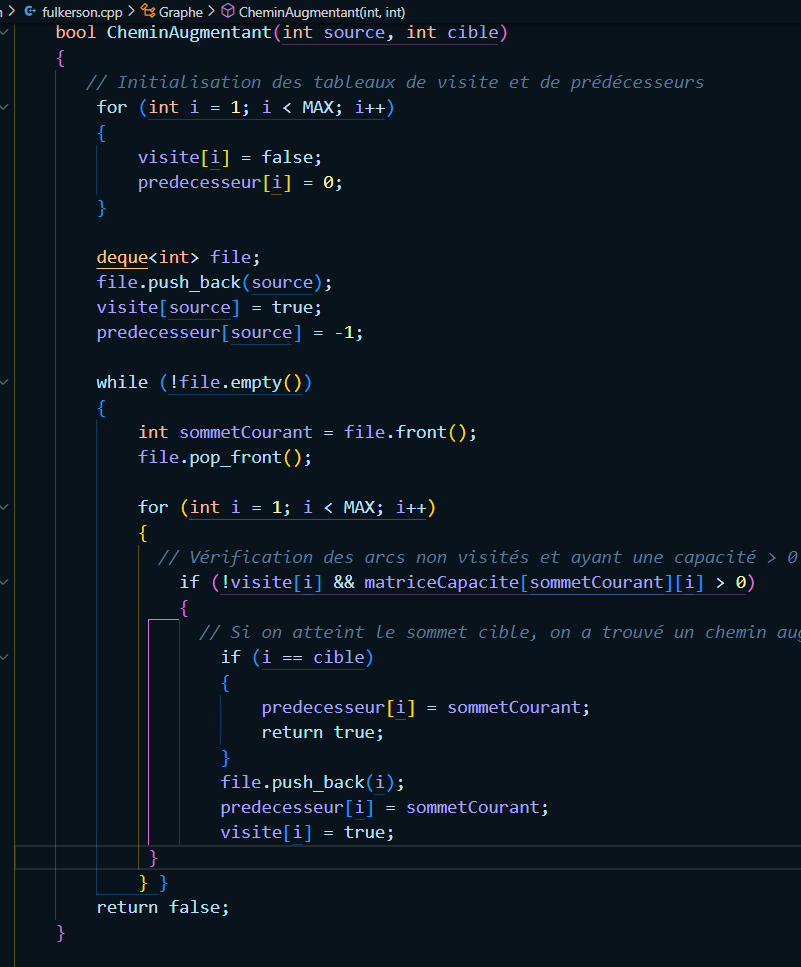 fulkerson.cpp > Graphe > CheminAugmentant(int, int)
bool CheminAugmentant(int source, int cible)
{
// Initialisation des tableaux de visite et de prédécesseurs
for (int i = 1; i < MAX; i++)
{
visite[i] = false;
predecesseur[i] = 0;
}
deque<int> file;
file.push_back(source);
visite[source] = true;
predecesseur[source] = -1;
while (!file.empty())
{
int sommetCourant = file.front();
file.pop_front();
for (int i = 1; i < MAX; i++)
{
// Vérification des arcs non visités et ayant une capacité > 0
if (!visite[i] && matriceCapacite[sommetCourant][i] > 0)
{
// Si on atteint le sommet cible, on a trouvé un chemin
if (i == cible)
{
predecesseur[i] = sommetCourant;
return true;
}
file.push_back(i);
predecesseur[i] = sommetCourant;
visite[i] = true;
}
} }
return false;
}